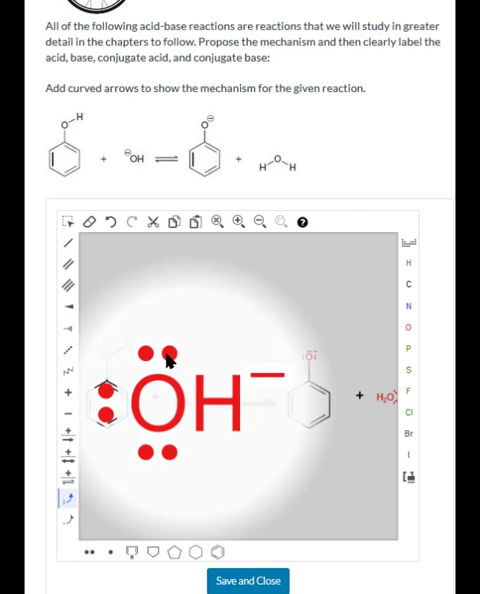 All of the following acid-base reactions are reactions that we will study in greater
detail in the chapters to follow. Propose the mechanism and then clearly label the
acid, base, conjugate acid, and conjugate base:
Add curved arrows to show the mechanism for the given reaction.
O-H + ⊖OH ⇌ O⊖ + H-O-H
H
C
N
O
P
S
F
Cl
Br
I
OH⁻
:Ö: + H₂O
Save and Close